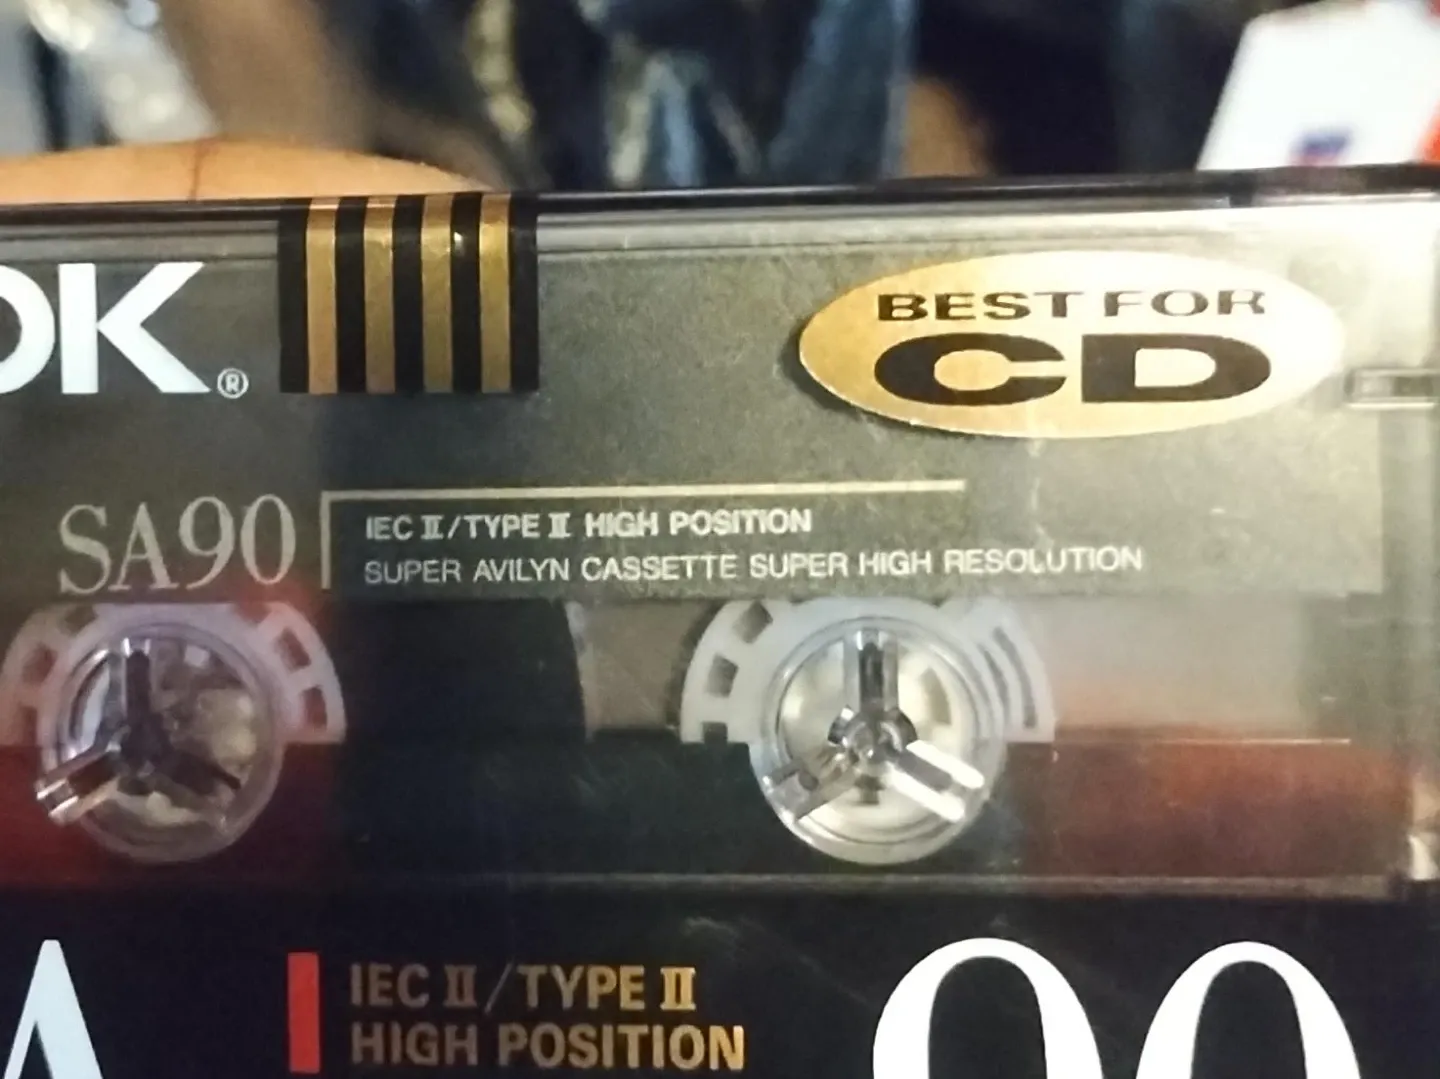 DK®
BEST FOR
CD
SA90
IEC II/TYPE II HIGH POSITION
SUPER AVILYN CASSETTE SUPER HIGH RESOLUTION
A
IEC II/TYPE II
HIGH POSITION
90